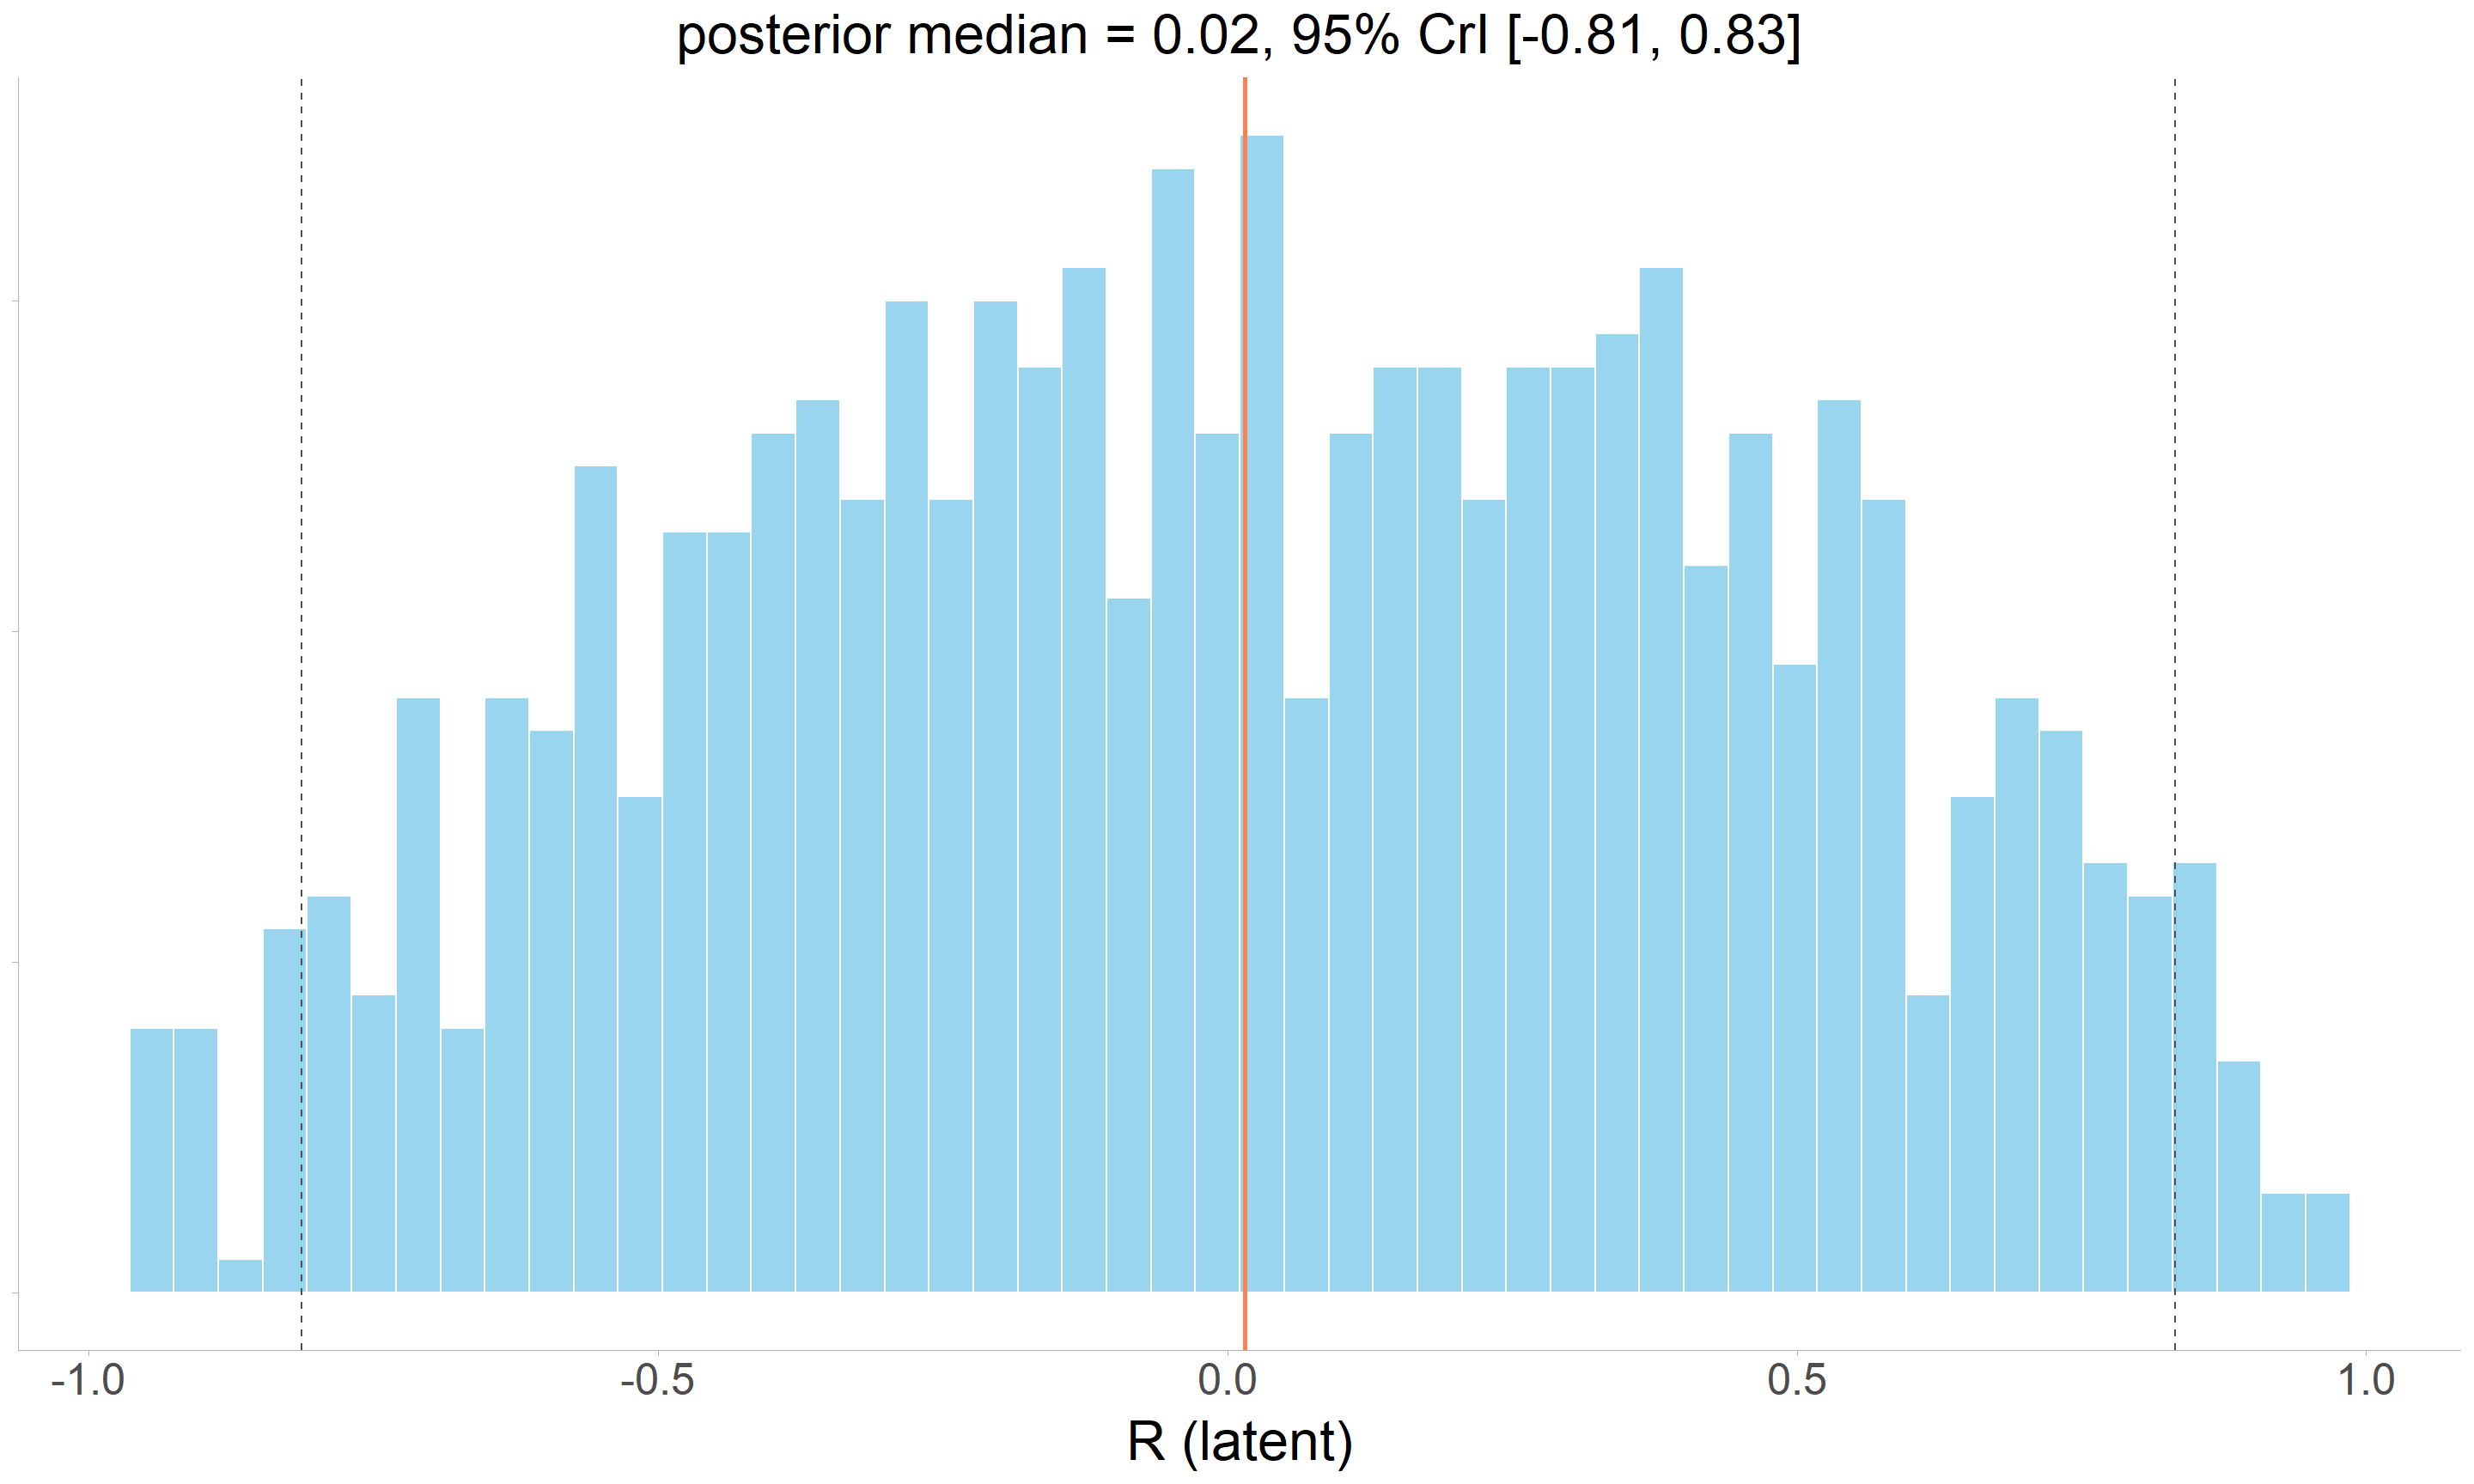 posterior median = 0.02, 95% CrI [-0.81, 0.83]
-1.0 -0.5 0.0 0.5 1.0
R (latent)